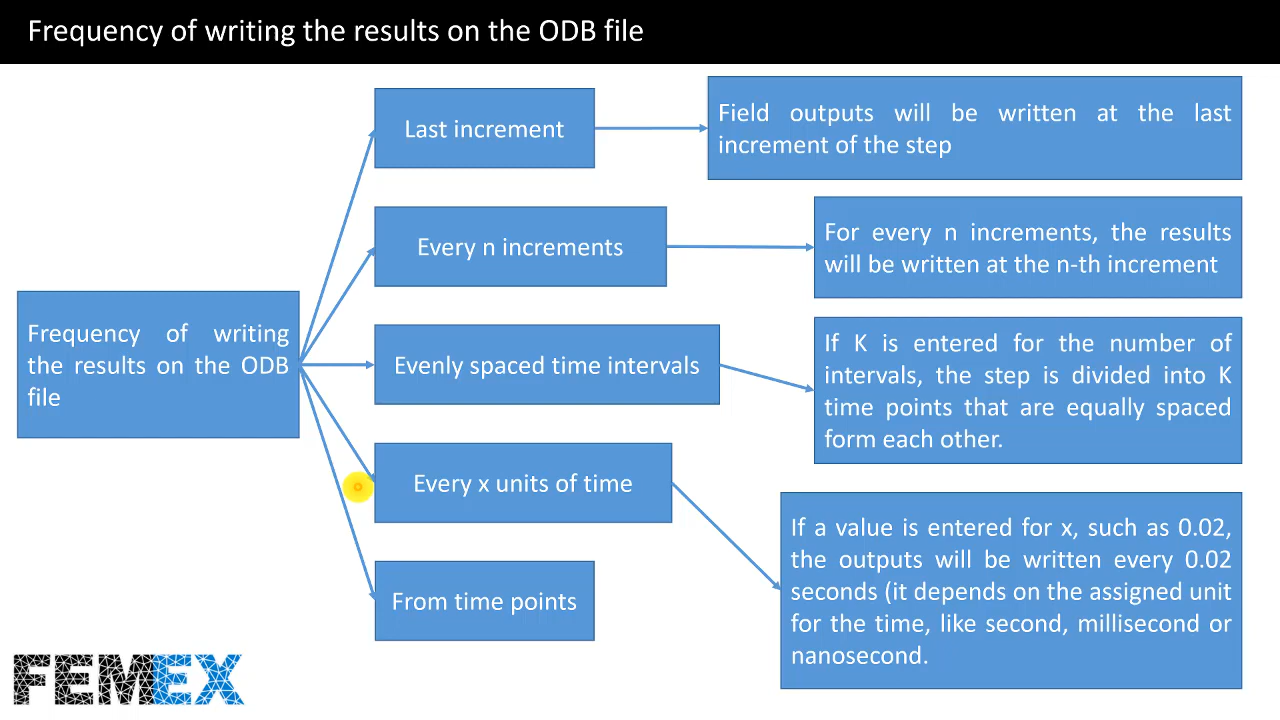 Frequency of writing the results on the ODB file
Last increment
Field outputs will be written at the last
increment of the step
Every n increments
For every n increments, the results
will be written at the n-th increment
Frequency of writing
the results on the ODB
file
Evenly spaced time intervals
If K is entered for the number of
intervals, the step is divided into K
time points that are equally spaced
form each other.
Every x units of time
If a value is entered for x, such as 0.02,
the outputs will be written every 0.02
seconds (it depends on the assigned unit
for the time, like second, millisecond or
nanosecond.
From time points
FEMEX